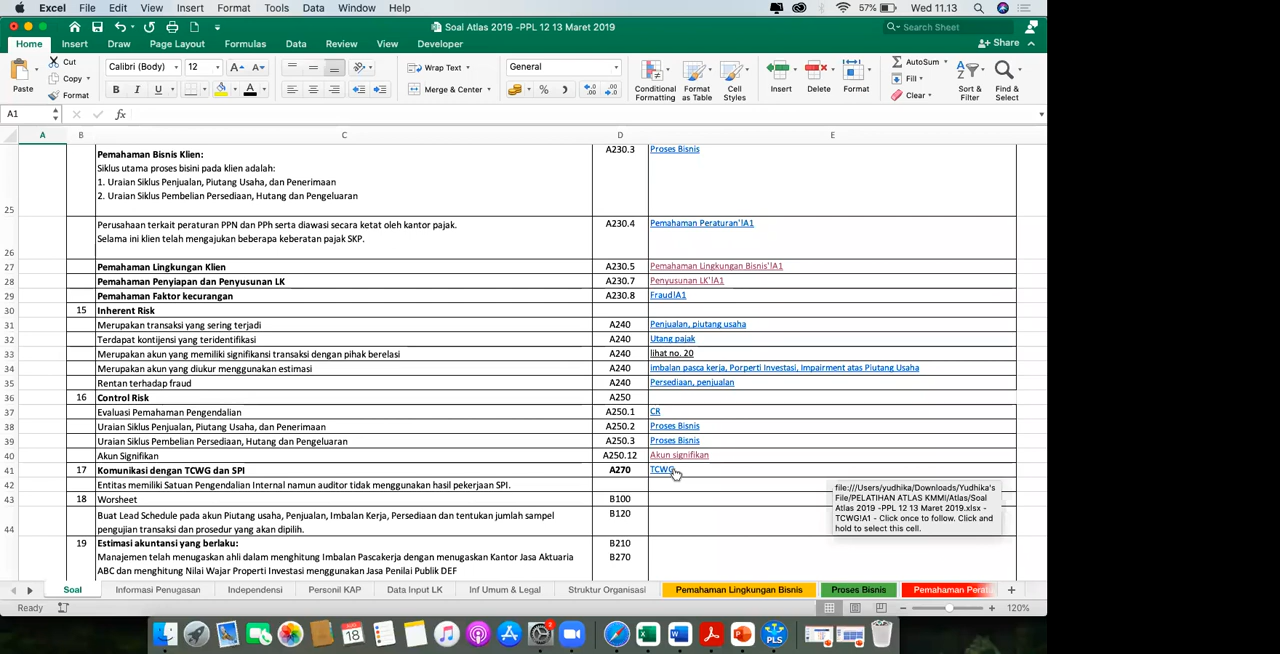 Excel File Edit View Insert Format Tools Data Window Help 57% Wed 11.13
Soal Atlas 2019 -PPL 12 13 Maret 2019 Search Sheet
Home Insert Draw Page Layout Formulas Data Review View Developer Share
Cut Calibri (Body) 12 Wrap Text General AutoSum
Copy Fill
Paste Format Merge & Center Conditional Formatting Format as Table Cell Styles Insert Delete Format Clear Sort & Filter Find & Select
A1 fx
A B C D E
Pemahaman Bisnis Klien: A230.3 Proses Bisnis
Siklus utama proses bisini pada klien adalah:
1. Uraian Siklus Penjualan, Piutang Usaha, dan Penerimaan
2. Uraian Siklus Pembelian Persediaan, Hutang dan Pengeluaran
25
Perusahaan terkait peraturan PPN dan PPh serta diawasi secara ketat oleh kantor pajak. A230.4 Pemahaman Peraturan'!A1
Selama ini klien telah mengajukan beberapa keberatan pajak SKP.
26
27 Pemahaman Lingkungan Klien A230.5 Pemahaman Lingkungan Bisnis'!A1
28 Pemahaman Penyiapan dan Penyusunan LK A230.7 Penyusunan LK'!A1
29 Pemahaman Faktor kecurangan A230.8 Fraud!A1
30 15 Inherent Risk
31 Merupakan transaksi yang sering terjadi A240 Penjualan, piutang usaha
32 Terdapat kontijensi yang teridentifikasi A240 Utang pajak
33 Merupakan akun yang memiliki signifikansi transaksi dengan pihak berelasi A240 lihat no. 20
34 Merupakan akun yang diukur menggunakan estimasi A240 imbalan pasca kerja, Porperti Investasi, Impairment atas Piutang Usaha
35 Rentan terhadap fraud A240 Persediaan, penjualan
36 16 Control Risk A250
37 Evaluasi Pemahaman Pengendalian A250.1 CR
38 Uraian Siklus Penjualan, Piutang Usaha, dan Penerimaan A250.2 Proses Bisnis
39 Uraian Siklus Pembelian Persediaan, Hutang dan Pengeluaran A250.3 Proses Bisnis
40 Akun Signifikan A250.12 Akun signifikan
41 17 Komunikasi dengan TCWG dan SPI A270 TCWG
42 Entitas memiliki Satuan Pengendalian Internal namun auditor tidak menggunakan hasil pekerjaan SPI.
43 18 Worsheet B100
44 Buat Lead Schedule pada akun Piutang usaha, Penjualan, Imbalan Kerja, Persediaan dan tentukan jumlah sampel B120
pengujian transaksi dan prosedur yang akan dipilih.
file:///Users/yudhika/Downloads/Yudhika's
File/PELATIHAN ATLAS KMMI/Atlas/Soal
Atlas 2019 -PPL 12 13 Maret 2019.xlsx -
TCWG!A1 - Click once to follow. Click and
hold to select this cell.
19 Estimasi akuntansi yang berlaku: B210
Manajemen telah menugaskan ahli dalam menghitung Imbalan Pascakerja dengan menugaskan Kantor Jasa Aktuaria B270
ABC dan menghitung Nilai Wajar Properti Investasi menggunakan Jasa Penilai Publik DEF
Soal Informasi Penugasan Independensi Personil KAP Data Input LK Inf Umum & Legal Struktur Organisasi Pemahaman Lingkungan Bisnis Proses Bisnis Pemahaman
Ready 120%
AUG 18 2 PLS